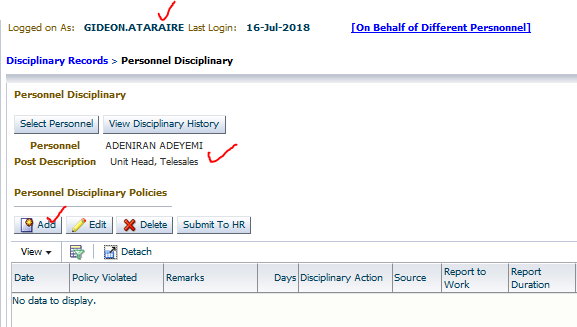 Logged on As: GIDEON.ATARAIRE Last Login: 16-Jul-2018 [On Behalf of Different Persnonnel]
Disciplinary Records > Personnel Disciplinary
Personnel Disciplinary
Select Personnel View Disciplinary History
Personnel ADENIRAN ADEYEMI
Post Description Unit Head, Telesales
Personnel Disciplinary Policies
Add Edit Delete Submit To HR
View Detach
Date Policy Violated Remarks Days Disciplinary Action Source Report to Work Report Duration
No data to display.